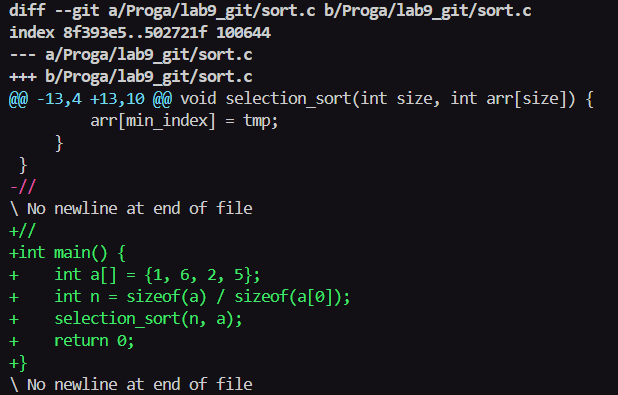 diff --git a/Proga/lab9_git/sort.c b/Proga/lab9_git/sort.c
index 8f393e5..502721f 100644
--- a/Proga/lab9_git/sort.c
+++ b/Proga/lab9_git/sort.c
@@ -13,4 +13,10 @@ void selection_sort(int size, int arr[size]) {
         arr[min_index] = tmp;
     }
 }
-//
\ No newline at end of file
+//
+int main() {
+    int a[] = {1, 6, 2, 5};
+    int n = sizeof(a) / sizeof(a[0]);
+    selection_sort(n, a);
+    return 0;
+}
\ No newline at end of file